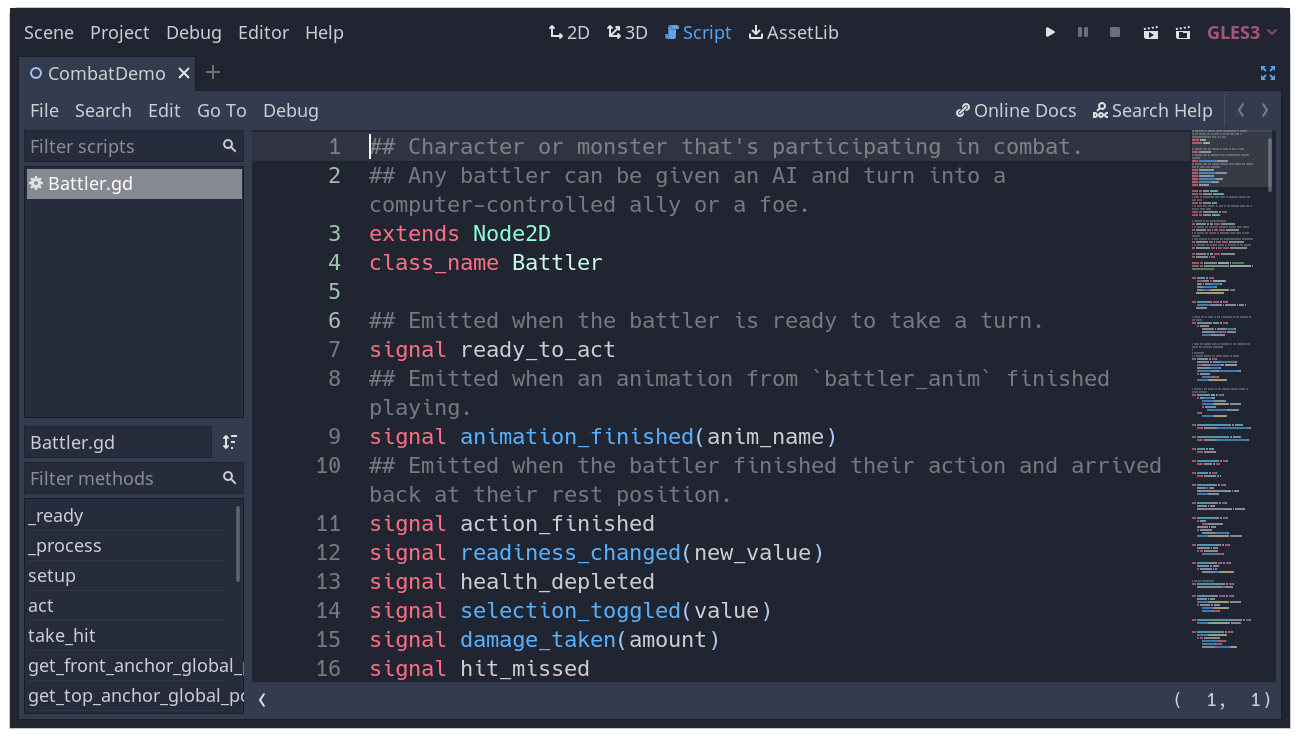 Scene Project Debug Editor Help 2D 3D Script AssetLib GLES3
CombatDemo
File Search Edit Go To Debug Online Docs Search Help
Filter scripts
Battler.gd
Battler.gd
Filter methods
_ready
_process
setup
act
take_hit
get_front_anchor_global_
get_top_anchor_global_po
1 ## Character or monster that's participating in combat.
2 ## Any battler can be given an AI and turn into a
computer-controlled ally or a foe.
3 extends Node2D
4 class_name Battler
5
6 ## Emitted when the battler is ready to take a turn.
7 signal ready_to_act
8 ## Emitted when an animation from `battler_anim` finished
playing.
9 signal animation_finished(anim_name)
10 ## Emitted when the battler finished their action and arrived
back at their rest position.
11 signal action_finished
12 signal readiness_changed(new_value)
13 signal health_depleted
14 signal selection_toggled(value)
15 signal damage_taken(amount)
16 signal hit_missed
( 1, 1)